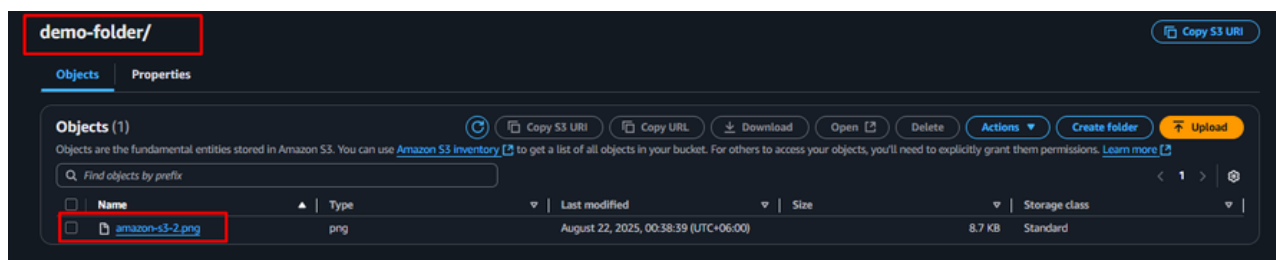 demo-folder/
Copy S3 URI
Objects Properties
Objects (1) Copy S3 URI Copy URL Download Open Delete Actions Create folder Upload
Objects are the fundamental entities stored in Amazon S3. You can use Amazon S3 inventory to get a list of all objects in your bucket. For others to access your objects, you'll need to explicitly grant them permissions. Learn more
Find objects by prefix
1
Name Type Last modified Size Storage class
amazon-s3-2.png png August 22, 2025, 00:38:39 (UTC+06:00) 8.7 KB Standard